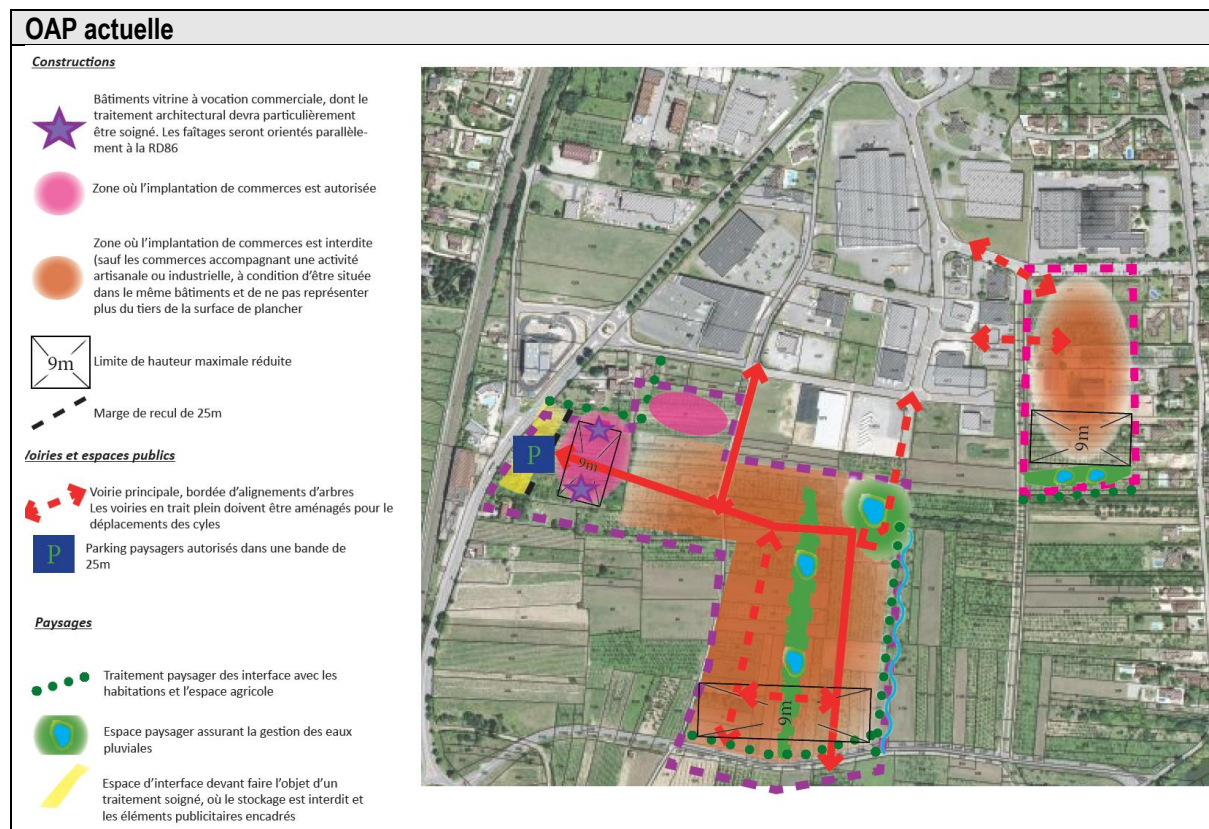 OAP actuelle
Constructions
Bâtiments vitrine à vocation commerciale, dont le
traitement architectural devra particulièrement
être soigné. Les faîtages seront orientés parallèle-
ment à la RD86
Zone où l'implantation de commerces est autorisée
Zone où l'implantation de commerces est interdite
(sauf les commerces accompagnant une activité
artisanale ou industrielle, à condition d'être située
dans le même bâtiments et de ne pas représenter
plus du tiers de la surface de plancher
9m
Limite de hauteur maximale réduite
Marge de recul de 25m
Voiries et espaces publics
Voirie principale, bordée d'alignements d'arbres
Les voiries en trait plein doivent être aménagés pour le
déplacements des cyles
P
Parking paysagers autorisés dans une bande de
25m
Paysages
Traitement paysager des interface avec les
habitations et l'espace agricole
Espace paysager assurant la gestion des eaux
pluviales
Espace d'interface devant faire l'objet d'un
traitement soigné, où le stockage est interdit et
les éléments publicitaires encadrés
P
9m
9m
9m